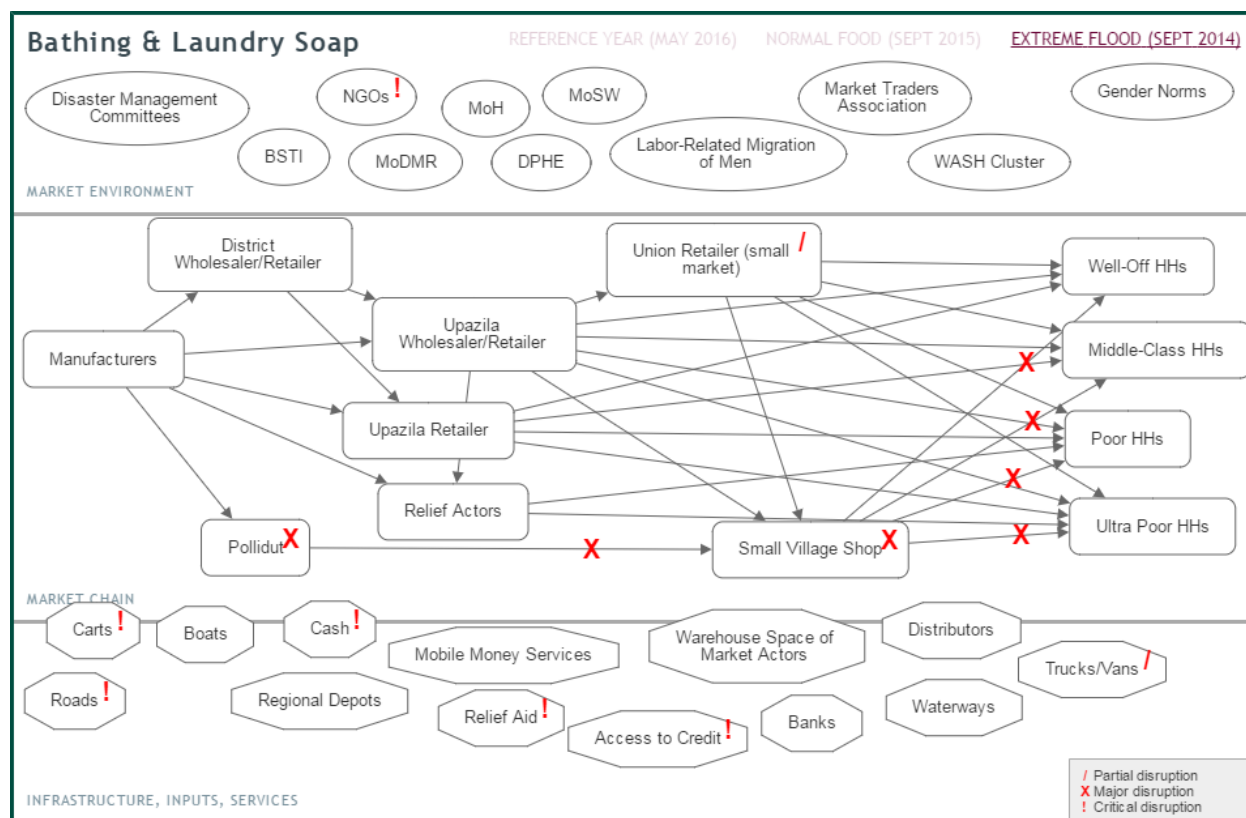 Bathing & Laundry Soap
REFERENCE YEAR (MAY 2016)
NORMAL FOOD (SEPT 2015)
EXTREME FLOOD (SEPT 2014)
Disaster Management
Committees
NGOs !
MoH
MoSW
Market Traders
Association
Gender Norms
BSTI
MoDMR
DPHE
Labor-Related Migration
of Men
WASH Cluster
MARKET ENVIRONMENT
District
Wholesaler/Retailer
Union Retailer (small /
market)
Well-Off HHs
Manufacturers
Upazila
Wholesaler/Retailer
Middle-Class HHs
X
Upazila Retailer
X
Poor HHs
Relief Actors
X
Ultra Poor HHs
Pollidut X
X
Small Village Shop X
X
MARKET CHAIN
Carts !
Boats
Cash !
Mobile Money Services
Warehouse Space of
Market Actors
Distributors
Trucks/Vans /
Roads !
Regional Depots
Relief Aid !
Access to Credit !
Banks
Waterways
/ Partial disruption
X Major disruption
! Critical disruption
INFRASTRUCTURE, INPUTS, SERVICES